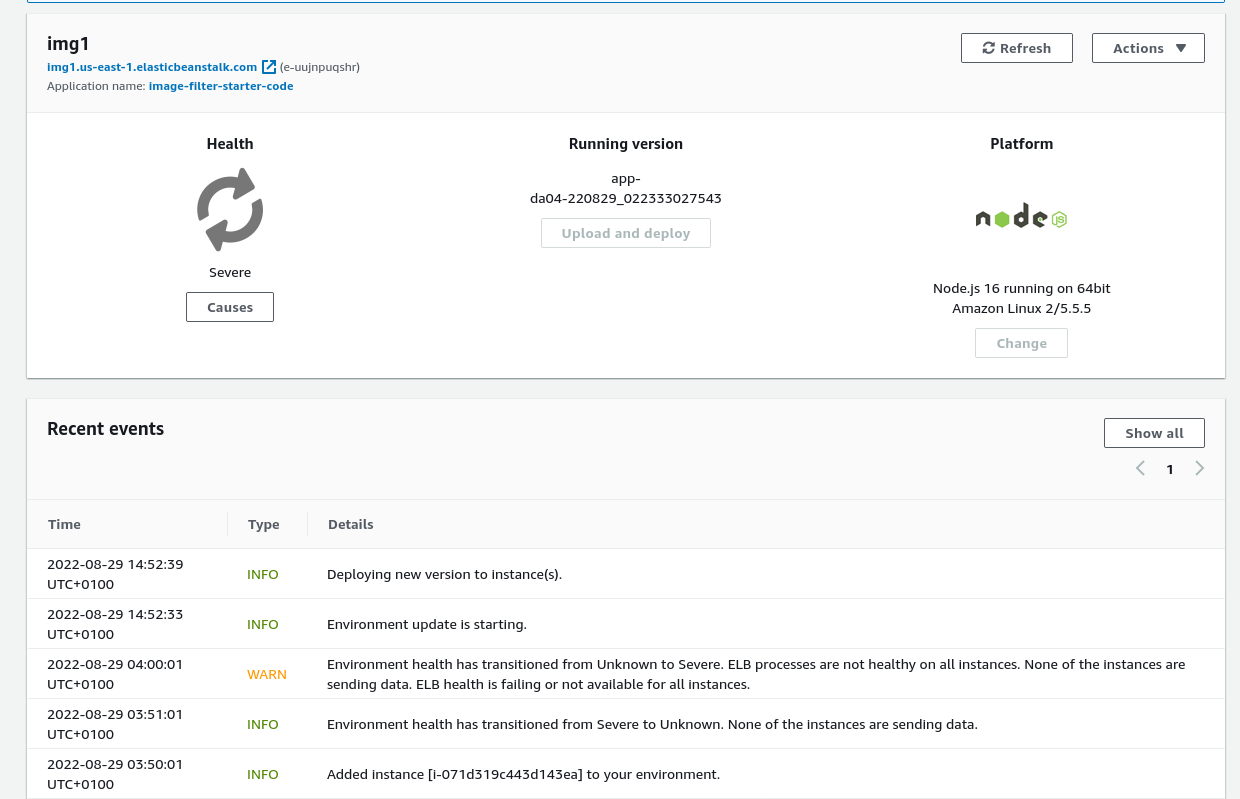 img1
Refresh
Actions
img1.us-east-1.elasticbeanstalk.com (e-uujnpuqshr)
Application name: image-filter-starter-code
Health
Running version
Platform
app-
da04-220829_022333027543
Upload and deploy
node JS
Severe
Causes
Node.js 16 running on 64bit
Amazon Linux 2/5.5.5
Change
Recent events
Show all
1
Time Type Details
2022-08-29 14:52:39
UTC+0100
INFO
Deploying new version to instance(s).
2022-08-29 14:52:33
UTC+0100
INFO
Environment update is starting.
2022-08-29 04:00:01
UTC+0100
WARN
Environment health has transitioned from Unknown to Severe. ELB processes are not healthy on all instances. None of the instances are
sending data. ELB health is failing or not available for all instances.
2022-08-29 03:51:01
UTC+0100
INFO
Environment health has transitioned from Severe to Unknown. None of the instances are sending data.
2022-08-29 03:50:01
UTC+0100
INFO
Added instance [i-071d319c443d143ea] to your environment.